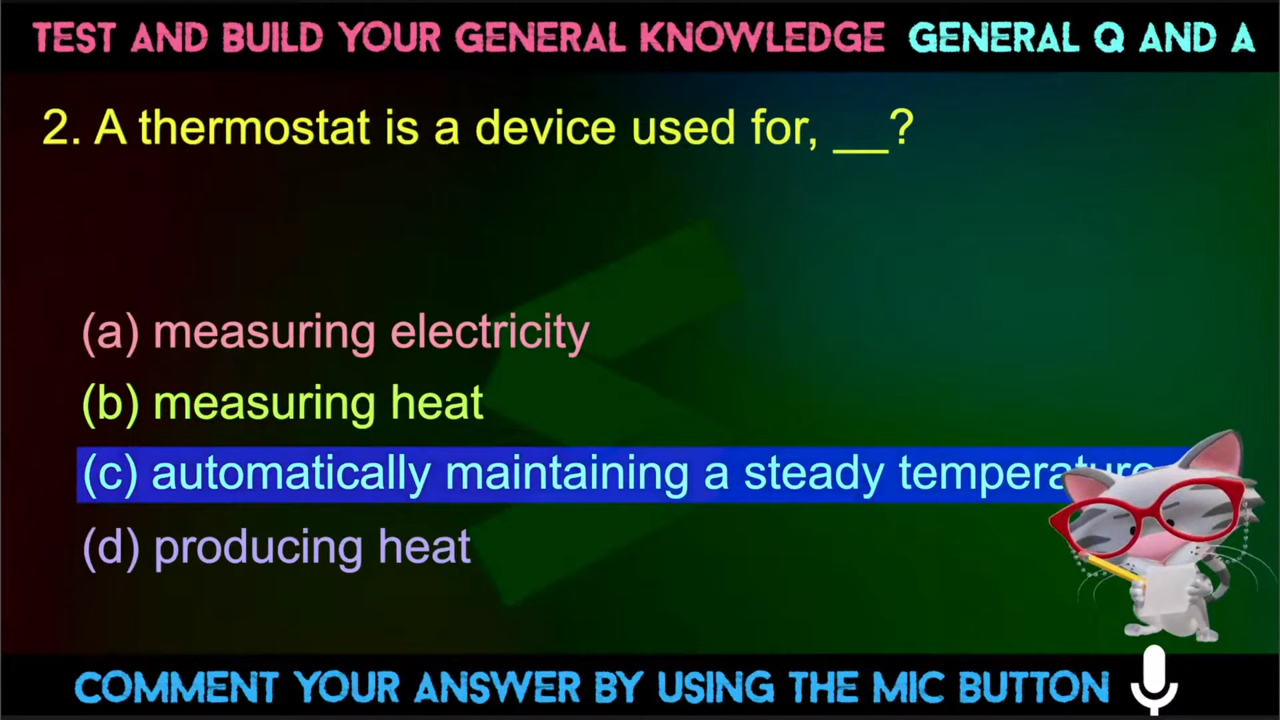 TEST AND BUILD YOUR GENERAL KNOWLEDGE GENERAL Q AND A
2. A thermostat is a device used for, __?
(a) measuring electricity
(b) measuring heat
(c) automatically maintaining a steady temperature
(d) producing heat
COMMENT YOUR ANSWER BY USING THE MIC BUTTON